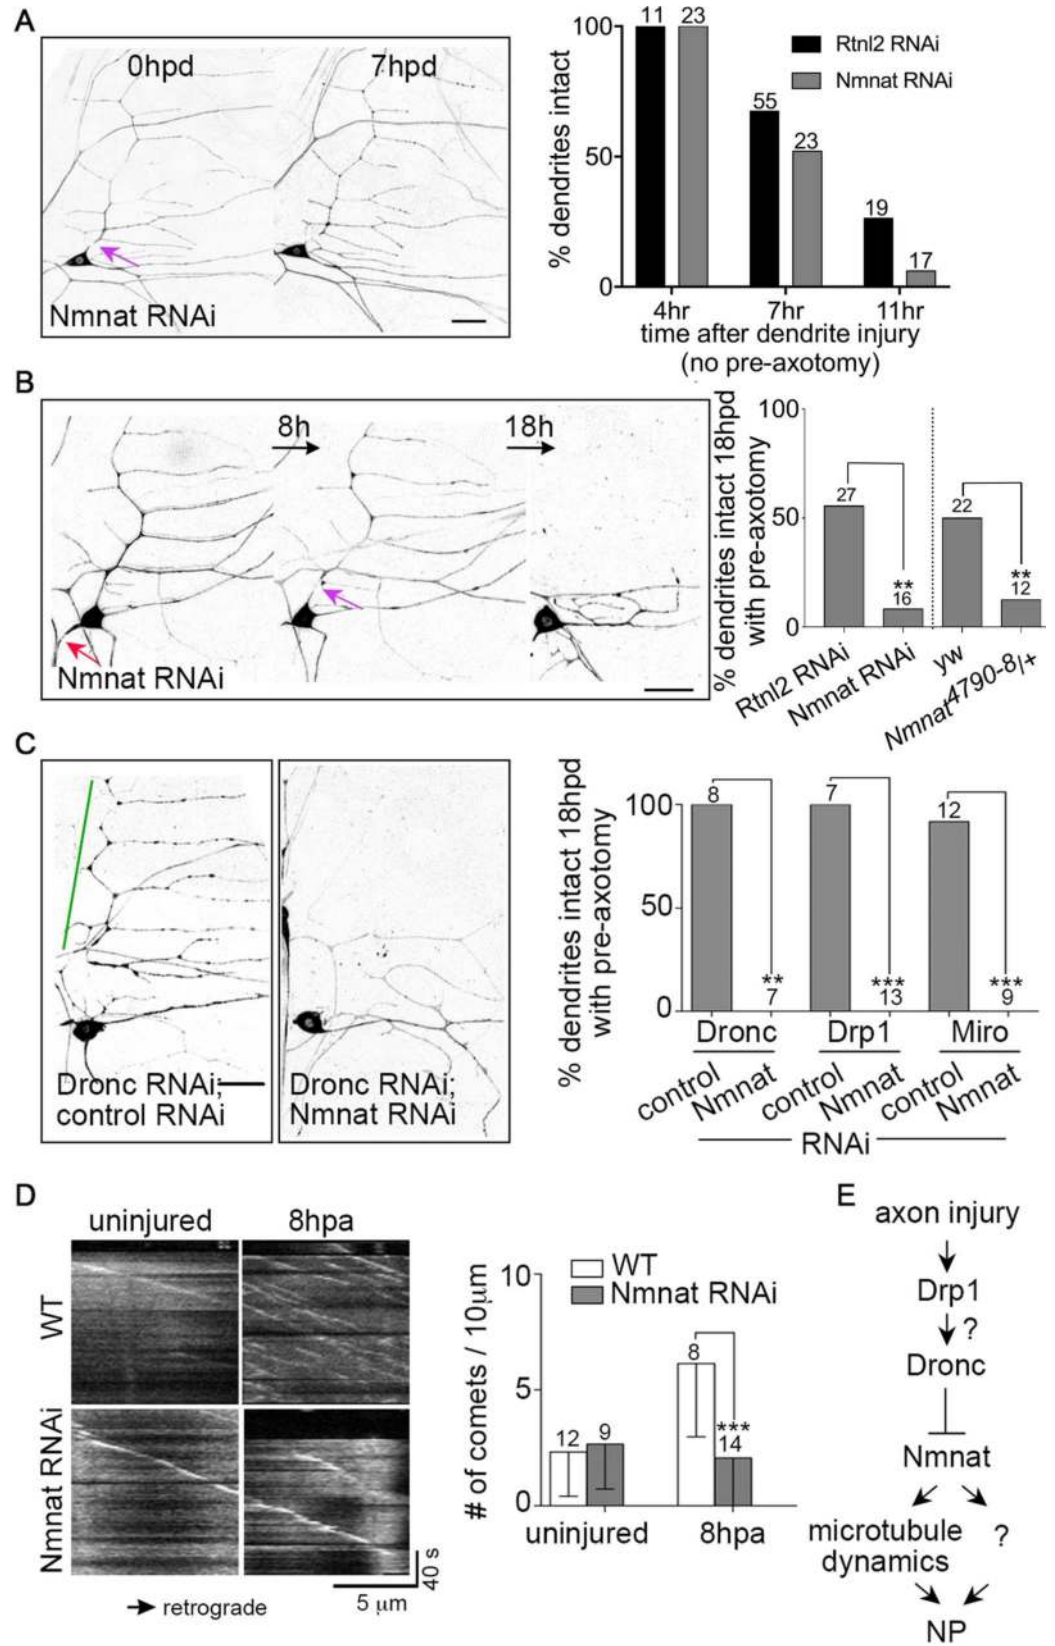 A
0hpd
7hpd
Nmnat RNAi
% dendrites intact
100
50
0
11
23
55
23
19
17
Rtnl2 RNAi
Nmnat RNAi
4hr
7hr
11hr
time after dendrite injury
(no pre-axotomy)
B
8h
18h
Nmnat RNAi
% dendrites intact 18hpd
with pre-axotomy
100
50
0
27
**
16
22
**
12
Rtnl2 RNAi
Nmnat RNAi
yw
Nmnat4790-8/+
C
Dronc RNAi;
control RNAi
Dronc RNAi;
Nmnat RNAi
% dendrites intact 18hpd
with pre-axotomy
100
50
0
8
**
7
7
***
13
12
***
9
Dronc
Drp1
Miro
control
Nmnat
control
Nmnat
control
Nmnat
RNAi
D
uninjured
8hpa
WT
Nmnat RNAi
retrograde
5 µm
40 s
# of comets / 10µm
10
5
0
WT
Nmnat RNAi
12
9
8
***
14
uninjured
8hpa
E
axon injury
Drp1
?
Dronc
Nmnat
microtubule
dynamics
?
NP